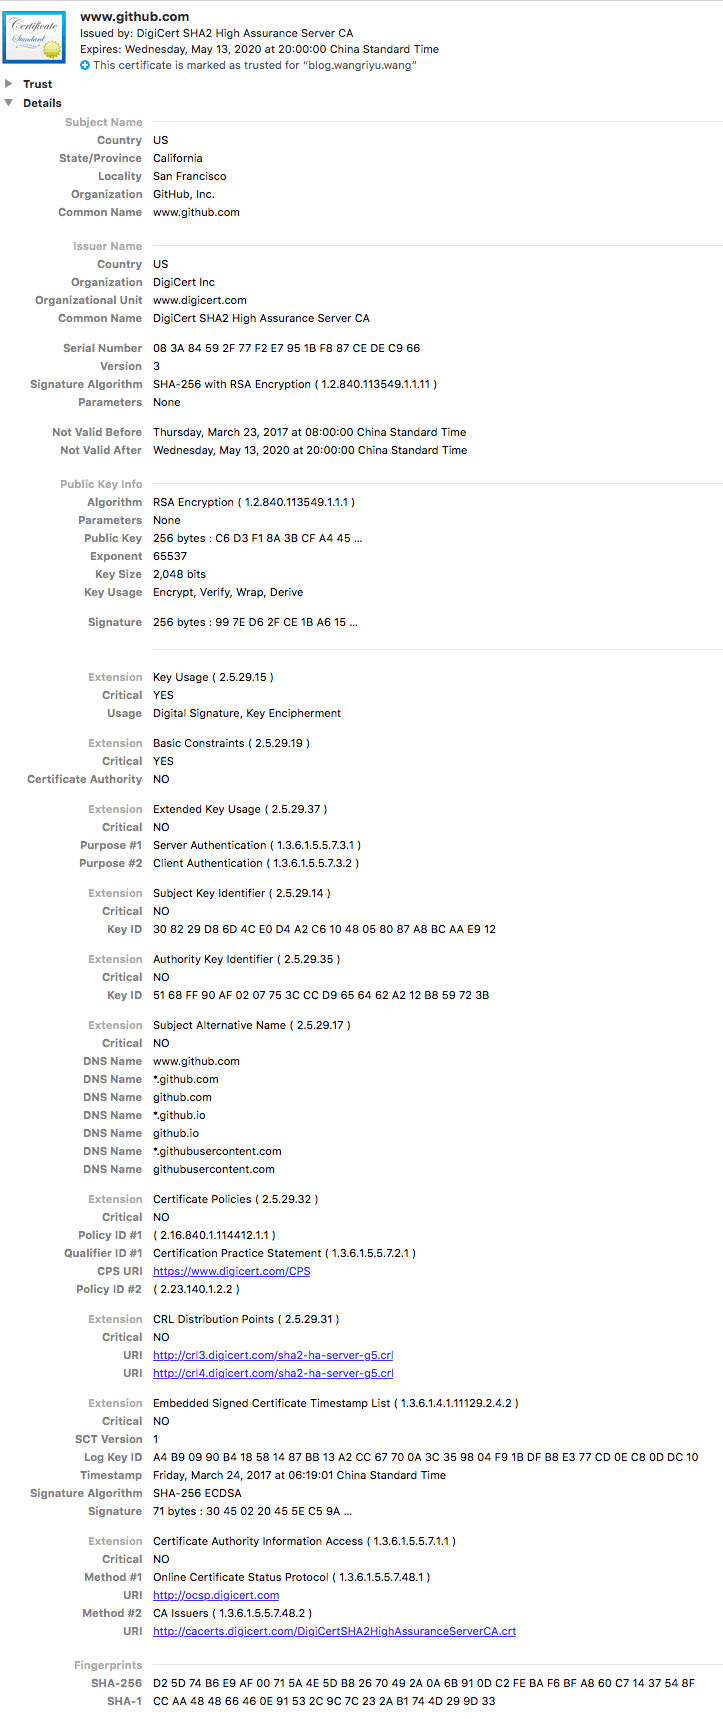 Certificate
Standard
www.github.com
Issued by: DigiCert SHA2 High Assurance Server CA
Expires: Wednesday, May 13, 2020 at 20:00:00 China Standard Time
This certificate is marked as trusted for “blog.wangriyu.wang”
Trust
Details
Subject Name
Country US
State/Province California
Locality San Francisco
Organization GitHub, Inc.
Common Name www.github.com
Issuer Name
Country US
Organization DigiCert Inc
Organizational Unit www.digicert.com
Common Name DigiCert SHA2 High Assurance Server CA
Serial Number 08 3A 84 59 2F 77 F2 E7 95 1B F8 87 CE DE C9 66
Version 3
Signature Algorithm SHA-256 with RSA Encryption ( 1.2.840.113549.1.1.11 )
Parameters None
Not Valid Before Thursday, March 23, 2017 at 08:00:00 China Standard Time
Not Valid After Wednesday, May 13, 2020 at 20:00:00 China Standard Time
Public Key Info
Algorithm RSA Encryption ( 1.2.840.113549.1.1.1 )
Parameters None
Public Key 256 bytes : C6 D3 F1 8A 3B CF A4 45 ...
Exponent 65537
Key Size 2,048 bits
Key Usage Encrypt, Verify, Wrap, Derive
Signature 256 bytes : 99 7E D6 2F CE 1B A6 15 ...
Extension Key Usage ( 2.5.29.15 )
Critical YES
Usage Digital Signature, Key Encipherment
Extension Basic Constraints ( 2.5.29.19 )
Critical YES
Certificate Authority NO
Extension Extended Key Usage ( 2.5.29.37 )
Critical NO
Purpose #1 Server Authentication ( 1.3.6.1.5.5.7.3.1 )
Purpose #2 Client Authentication ( 1.3.6.1.5.5.7.3.2 )
Extension Subject Key Identifier ( 2.5.29.14 )
Critical NO
Key ID 30 82 29 D8 6D 4C E0 D4 A2 C6 10 48 05 80 87 A8 BC AA E9 12
Extension Authority Key Identifier ( 2.5.29.35 )
Critical NO
Key ID 51 68 FF 90 AF 02 07 75 3C CC D9 65 64 62 A2 12 B8 59 72 3B
Extension Subject Alternative Name ( 2.5.29.17 )
Critical NO
DNS Name www.github.com
DNS Name *.github.com
DNS Name github.com
DNS Name *.github.io
DNS Name github.io
DNS Name *.githubusercontent.com
DNS Name githubusercontent.com
Extension Certificate Policies ( 2.5.29.32 )
Critical NO
Policy ID #1 ( 2.16.840.1.114412.1.1 )
Qualifier ID #1 Certification Practice Statement ( 1.3.6.1.5.5.7.2.1 )
CPS URI https://www.digicert.com/CPS
Policy ID #2 ( 2.23.140.1.2.2 )
Extension CRL Distribution Points ( 2.5.29.31 )
Critical NO
URI http://crl3.digicert.com/sha2-ha-server-g5.crl
URI http://crl4.digicert.com/sha2-ha-server-g5.crl
Extension Embedded Signed Certificate Timestamp List ( 1.3.6.1.4.1.11129.2.4.2 )
Critical NO
SCT Version 1
Log Key ID A4 B9 09 90 B4 18 58 14 87 BB 13 A2 CC 67 70 0A 3C 35 98 04 F9 1B DF B8 E3 77 CD 0E C8 0D DC 10
Timestamp Friday, March 24, 2017 at 06:19:01 China Standard Time
Signature Algorithm SHA-256 ECDSA
Signature 71 bytes : 30 45 02 20 45 5E C5 9A ...
Extension Certificate Authority Information Access ( 1.3.6.1.5.5.7.1.1 )
Critical NO
Method #1 Online Certificate Status Protocol ( 1.3.6.1.5.5.7.48.1 )
URI http://ocsp.digicert.com
Method #2 CA Issuers ( 1.3.6.1.5.5.7.48.2 )
URI http://cacerts.digicert.com/DigiCertSHA2HighAssuranceServerCA.crt
Fingerprints
SHA-256 D2 5D 74 B6 E9 AF 00 71 5A 4E 5D B8 26 70 49 2A 0A 6B 91 0D C2 FE BA F6 BF A8 60 C7 14 37 54 8F
SHA-1 CC AA 48 48 66 46 0E 91 53 2C 9C 7C 23 2A B1 74 4D 29 9D 33